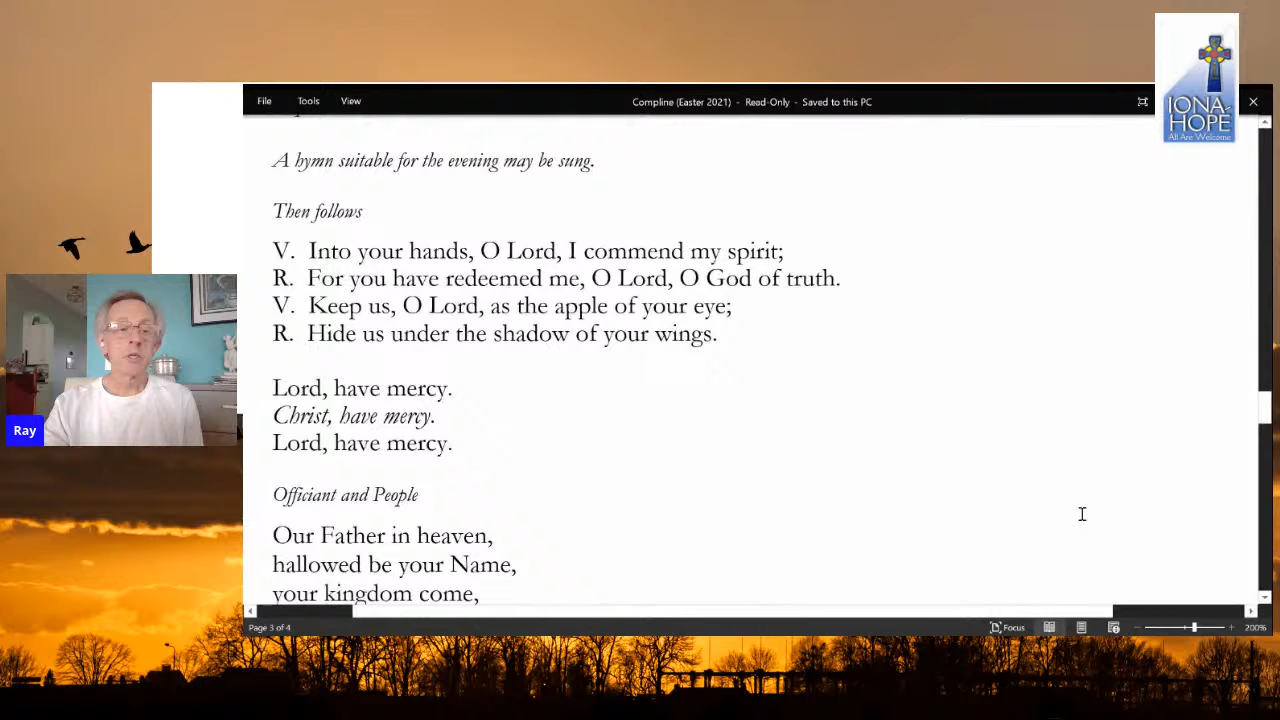 File Tools View Compline (Easter 2021) - Read-Only - Saved to this PC
IONA-
HOPE
All Are Welcome
A hymn suitable for the evening may be sung.
Then follows
V. Into your hands, O Lord, I commend my spirit;
R. For you have redeemed me, O Lord, O God of truth.
V. Keep us, O Lord, as the apple of your eye;
R. Hide us under the shadow of your wings.
Lord, have mercy.
Christ, have mercy.
Lord, have mercy.
Ray
Officiant and People
Our Father in heaven,
hallowed be your Name,
your kingdom come,
Page 3 of 4 Focus 200%